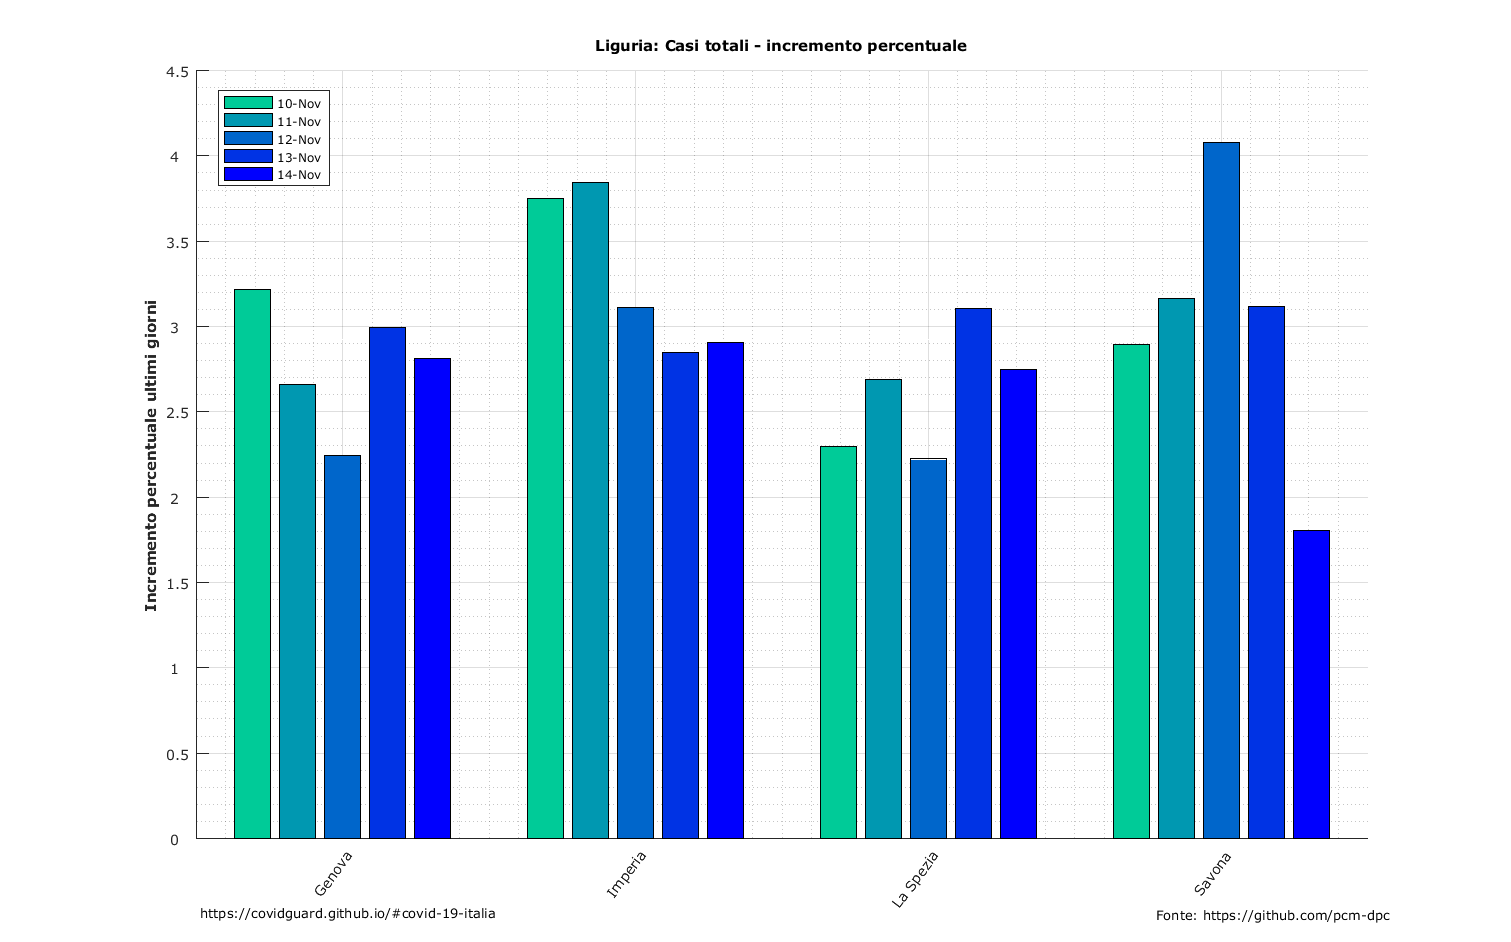 Liguria: Casi totali - incremento percentuale
4.5
4
3.5
3
2.5
2
1.5
1
0.5
0
Incremento percentuale ultimi giorni
10-Nov
11-Nov
12-Nov
13-Nov
14-Nov
Genova
Imperia
La Spezia
Savona
https://covidguard.github.io/#covid-19-italia
Fonte: https://github.com/pcm-dpc